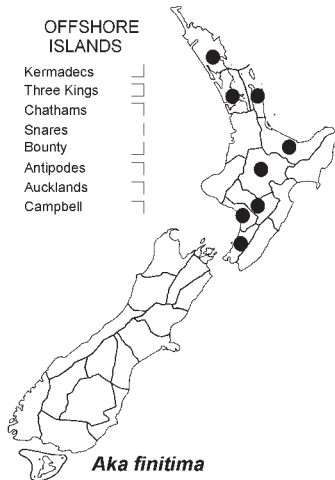 OFFSHORE
ISLANDS
Kermadecs
Three Kings
Chathams
Snares
Bounty
Antipodes
Aucklands
Campbell
Aka finitima